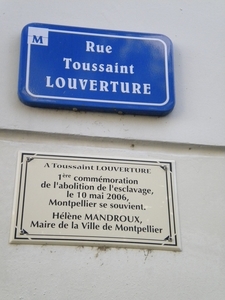 M
Rue
Toussaint
LOUVERTURE
A Toussaint LOUVERTURE
1ère commémoration
de l'abolition de l'esclavage,
le 10 mai 2006,
Montpellier se souvient.
Hélène MANDROUX,
Maire de la Ville de Montpellier